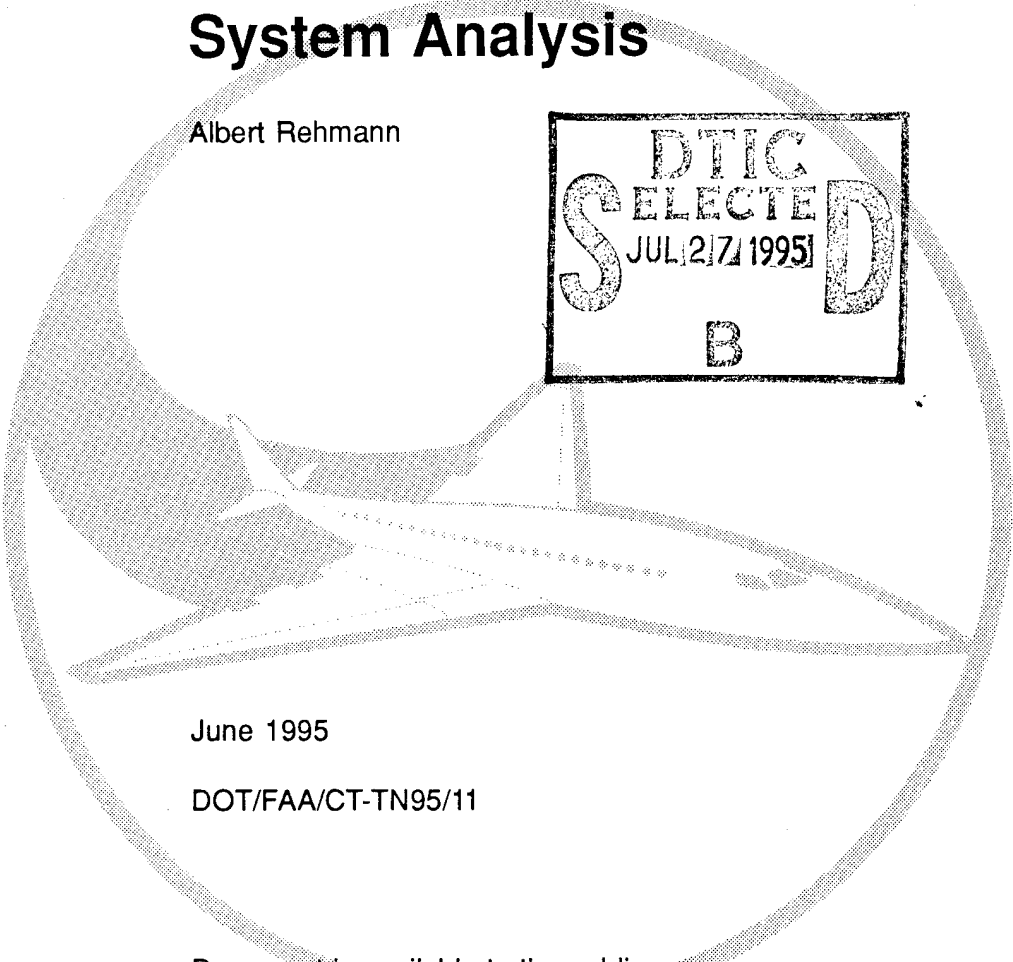 System Analysis
Albert Rehmann
DTIC
S ELECTE D
JUL 27 1995
B
June 1995
DOT/FAA/CT-TN95/11